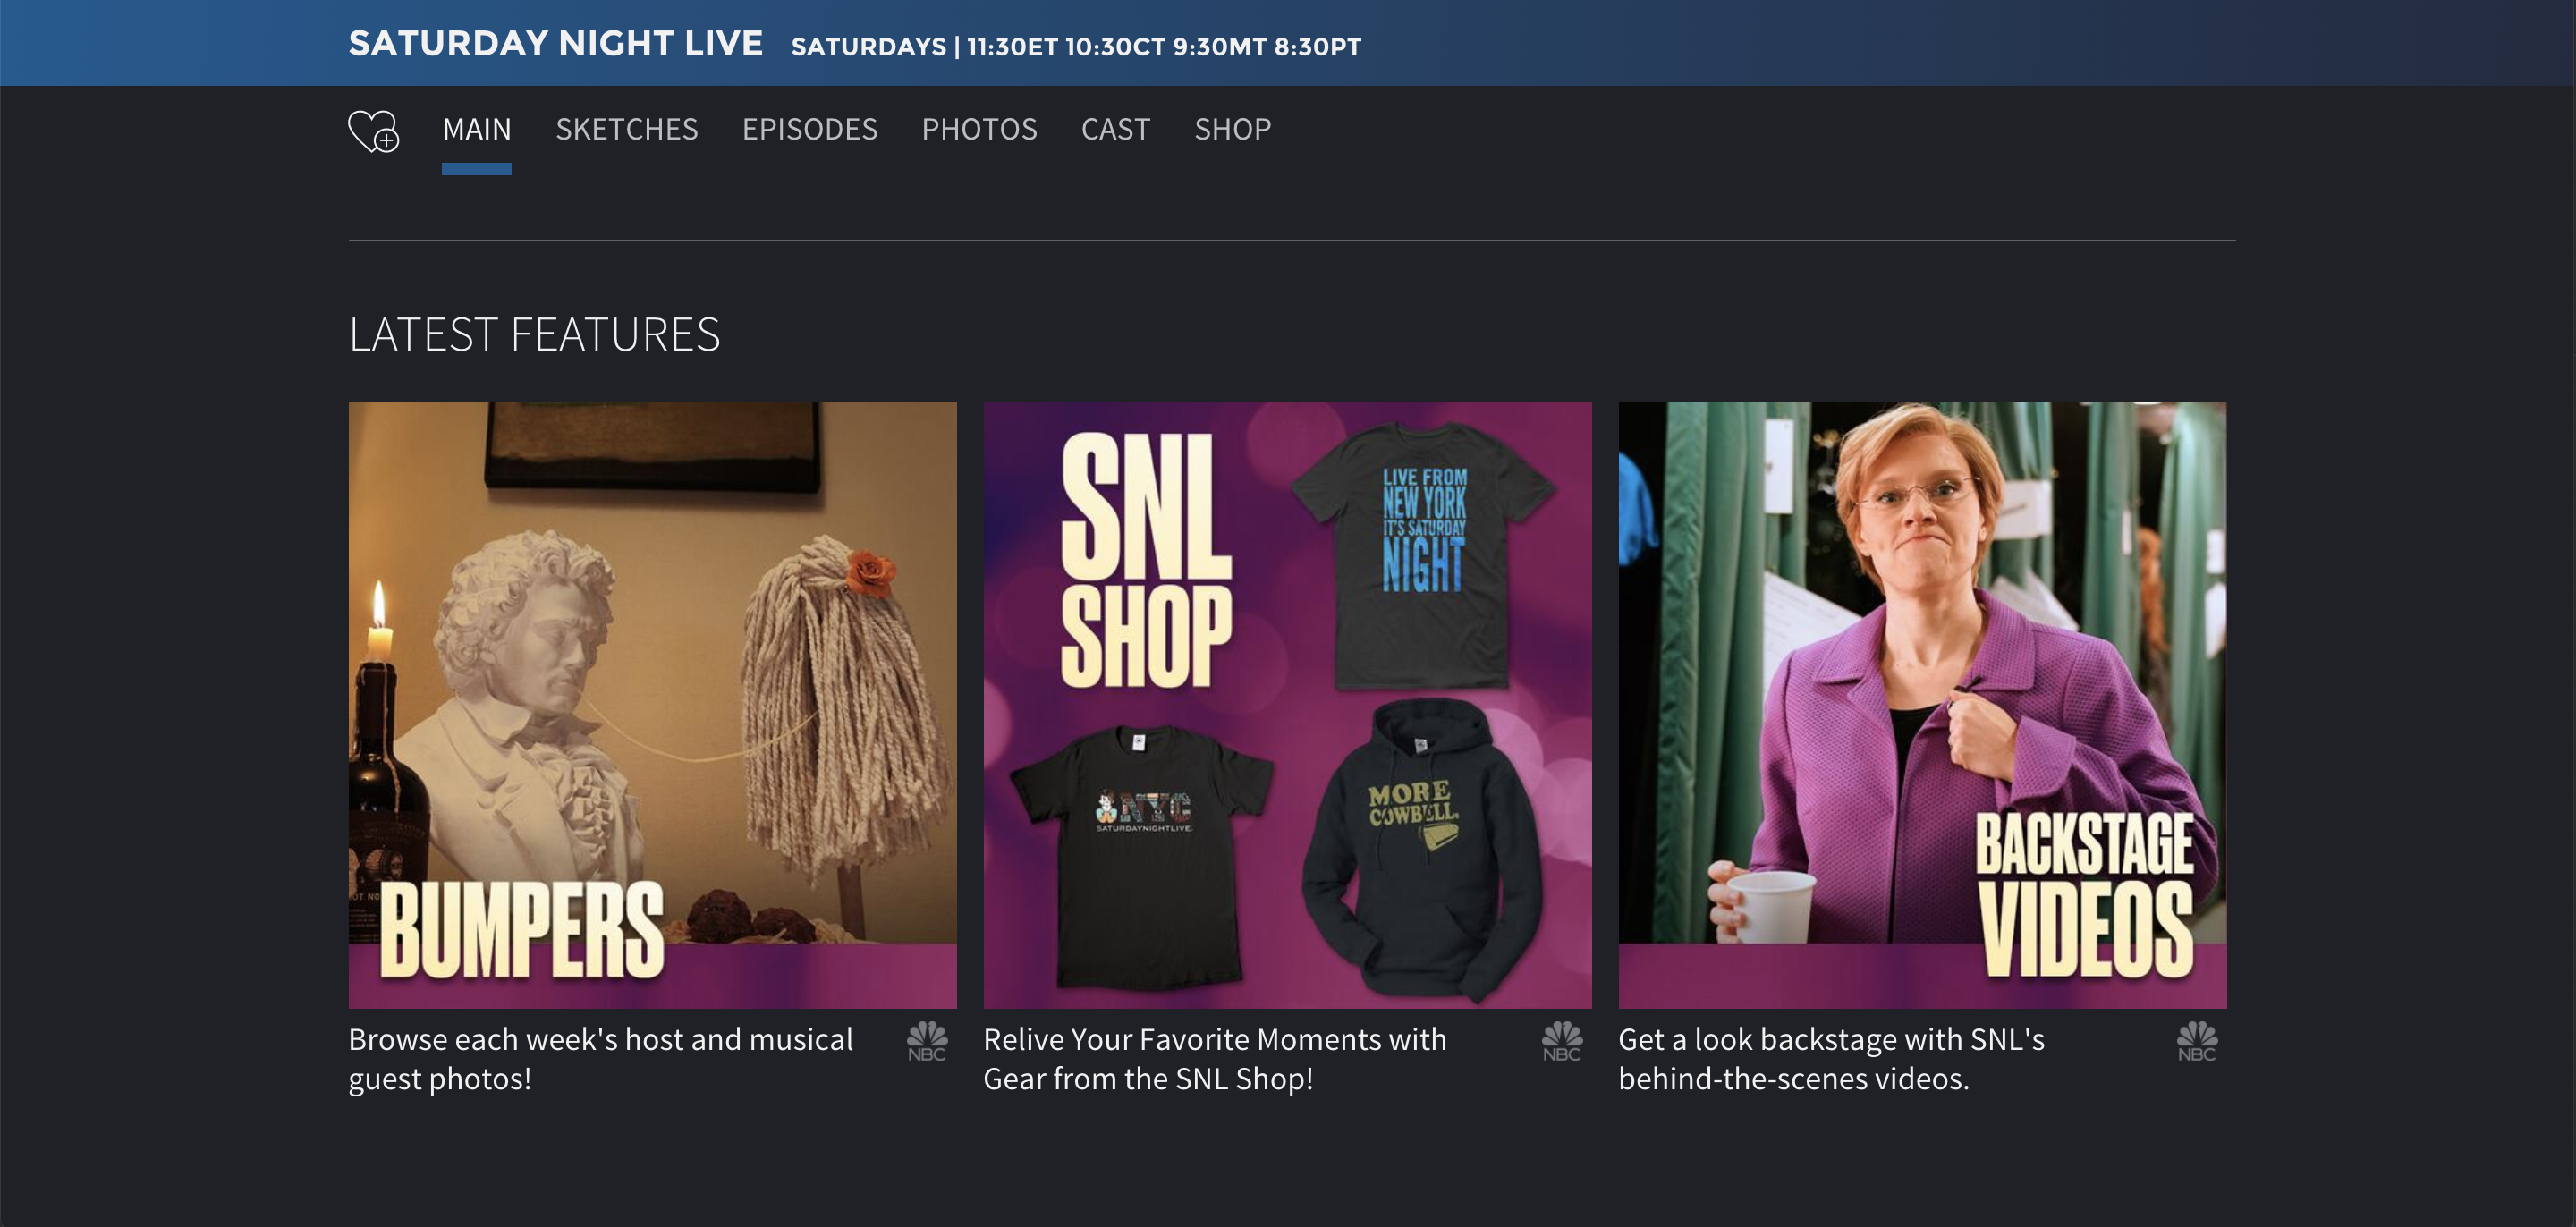 SATURDAY NIGHT LIVE SATURDAYS | 11:30ET 10:30CT 9:30MT 8:30PT
MAIN SKETCHES EPISODES PHOTOS CAST SHOP
LATEST FEATURES
BUMPERS
SNL
SHOP
LIVE FROM
NEW YORK
IT'S SATURDAY
NIGHT
NYC
SATURDAYNIGHTLIVE.
MORE
COWBELL.
BACKSTAGE
VIDEOS
Browse each week's host and musical
guest photos!
NBC
Relive Your Favorite Moments with
Gear from the SNL Shop!
NBC
Get a look backstage with SNL's
behind-the-scenes videos.
NBC